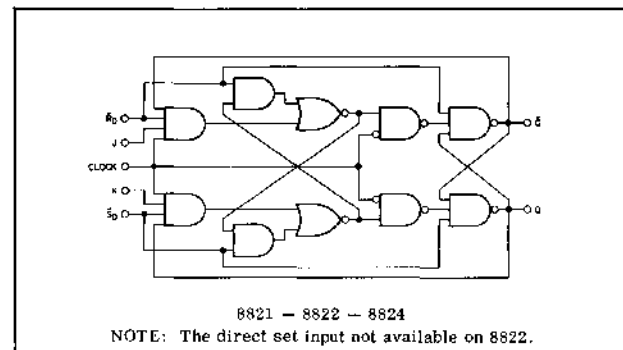 R̅D
J
CLOCK
K
S̅D
Q̅
Q
8821 – 8822 – 8824
NOTE: The direct set input not available on 8822.